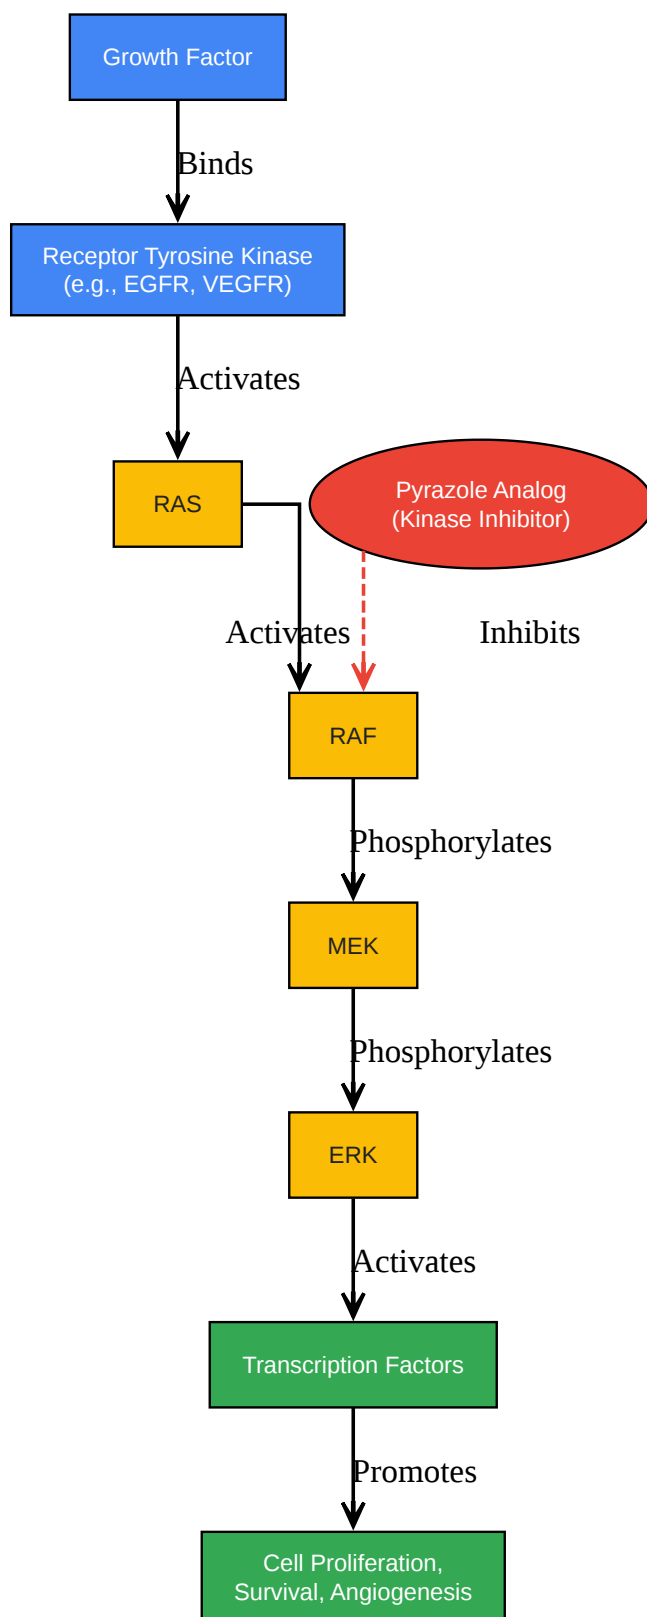 Growth Factor
Binds
Receptor Tyrosine Kinase
(e.g., EGFR, VEGFR)
Activates
RAS
Pyrazole Analog
(Kinase Inhibitor)
Activates
Inhibits
RAF
Phosphorylates
MEK
Phosphorylates
ERK
Activates
Transcription Factors
Promotes
Cell Proliferation,
Survival, Angiogenesis